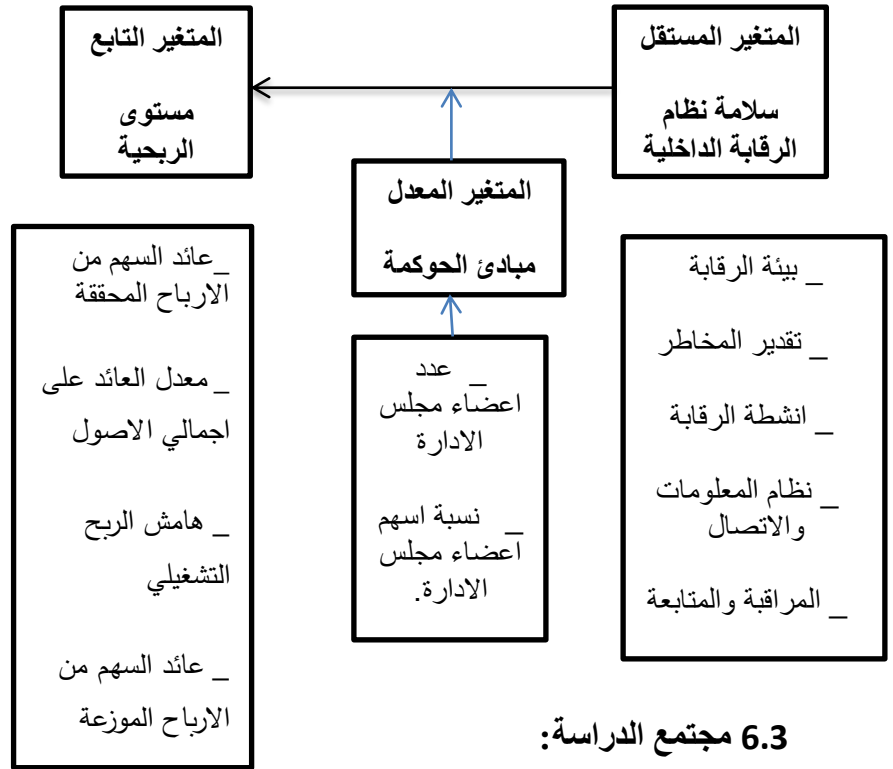 المتغير المستقل
سلامة نظام
الرقابة الداخلية
المتغير التابع
مستوى
الربحية
المتغير المعدل
مبادئ الحوكمة
_ بيئة الرقابة
_ تقدير المخاطر
_ انشطة الرقابة
_ نظام المعلومات
والاتصال
_ المراقبة والمتابعة
_ عدد
اعضاء مجلس
الادارة
_ نسبة اسهم
اعضاء مجلس
الادارة.
_عائد السهم من
الارباح المحققة
_ معدل العائد على
اجمالي الاصول
_ هامش الربح
التشغيلي
_ عائد السهم من
الارباح الموزعة
6.3 مجتمع الدراسة: